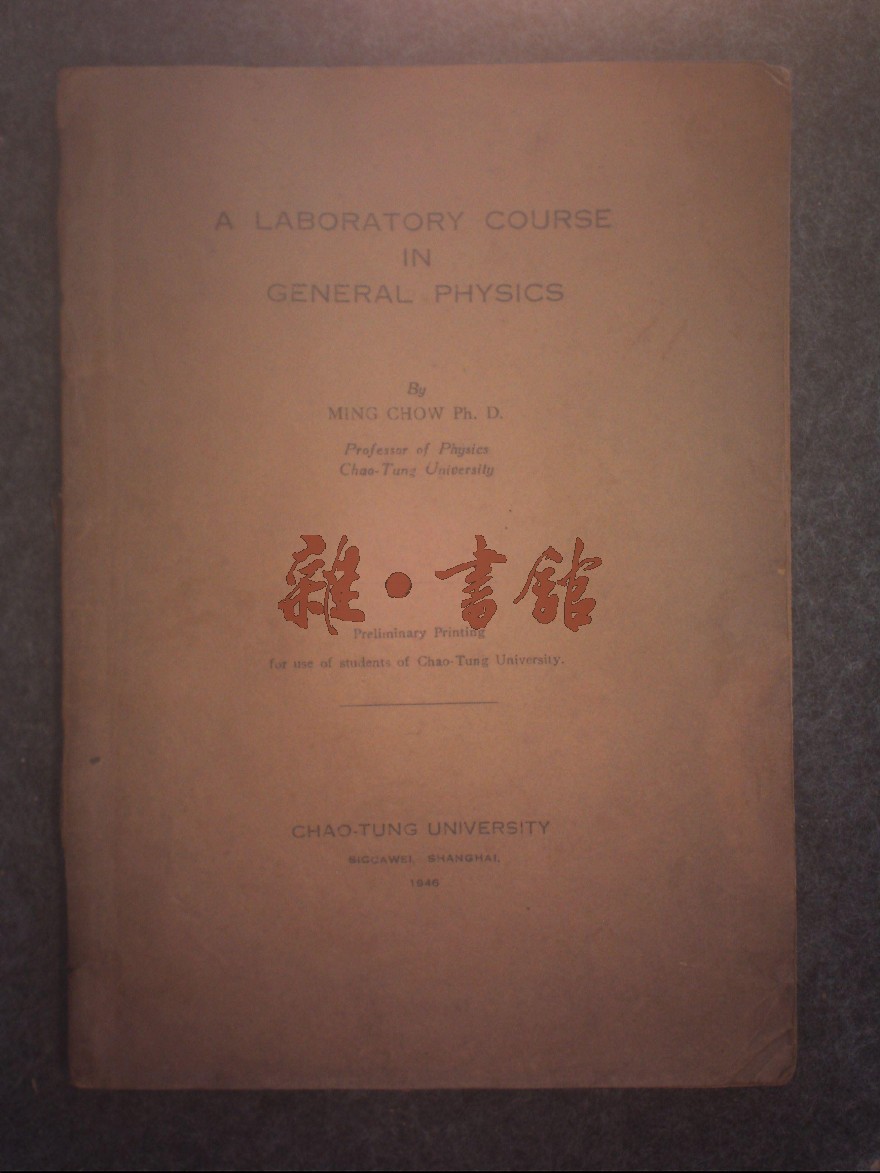 A LABORATORY COURSE
IN
GENERAL PHYSICS
By
MING CHOW Ph. D.
Professor of Physics
Chao-Tung University
雜·書館
Preliminary Printing
for use of students of Chao-Tung University.
CHAO-TUNG UNIVERSITY
SICCAWEI, SHANGHAI.
1946